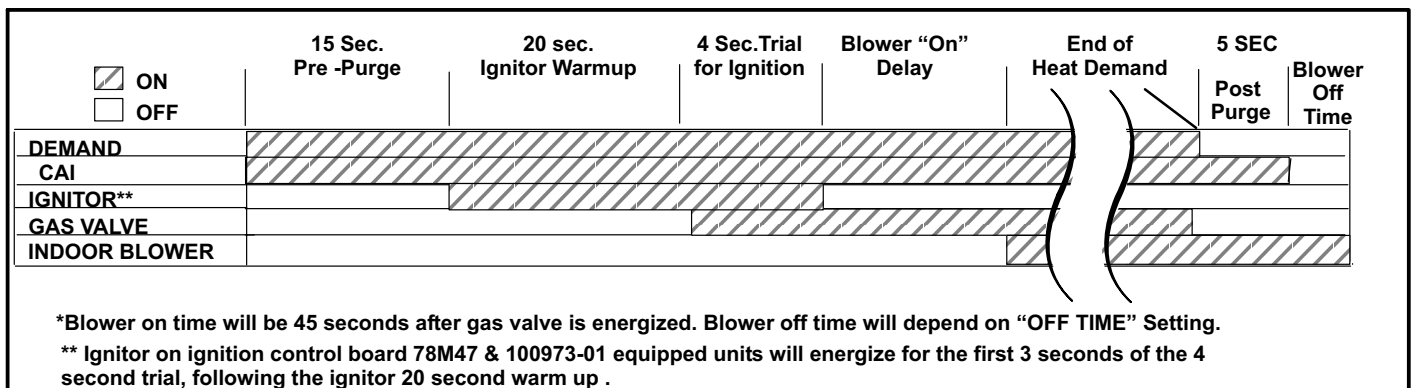 15 Sec. 20 sec. 4 Sec.Trial Blower “On” End of 5 SEC
Pre -Purge Ignitor Warmup for Ignition Delay Heat Demand
ON
OFF
Post
Purge
Blower
Off
Time
DEMAND
CAI
IGNITOR**
GAS VALVE
INDOOR BLOWER
*Blower on time will be 45 seconds after gas valve is energized. Blower off time will depend on “OFF TIME” Setting.
** Ignitor on ignition control board 78M47 & 100973-01 equipped units will energize for the first 3 seconds of the 4
second trial, following the ignitor 20 second warm up .